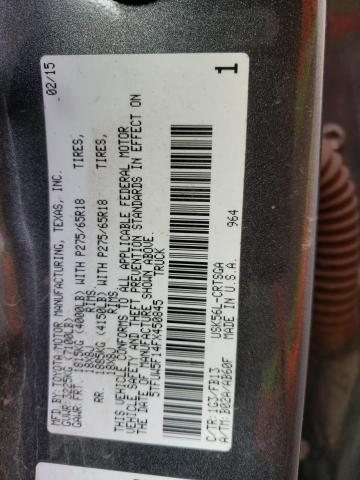 MFD BY: TOYOTA MOTOR MANUFACTURING, TEXAS, INC. 02/15
GVWR:3225KG (7100LB)
GAWR:FRT. 1815KG (4000LB) WITH P275/65R18 TIRES,
18X8J RIMS,
RR 1885KG (4150LB) WITH P275/65R18 TIRES,
18X8J RIMS,
THIS VEHICLE CONFORMS TO ALL APPLICABLE FEDERAL MOTOR
VEHICLE SAFETY AND THEFT PREVENTION STANDARDS IN EFFECT ON
THE DATE OF MANUFACTURE SHOWN ABOVE.
5TFUW5F14FX450845 TRUCK
USK56L-CRTSGA
C/TR:1G3/FB13 MADE IN U.S.A. 964
A/TM:B02A/AB60F
1